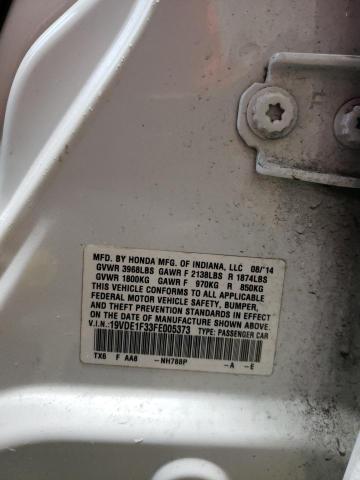 MFD. BY HONDA MFG. OF INDIANA, LLC 08/'14
GVWR 3968LBS GAWR F 2138LBS R 1874LBS
GVWR 1800KG GAWR F 970KG R 850KG
THIS VEHICLE CONFORMS TO ALL APPLICABLE
FEDERAL MOTOR VEHICLE SAFETY, BUMPER,
AND THEFT PREVENTION STANDARDS IN EFFECT ON
THE DATE OF MANUFACTURE SHOWN ABOVE.
V.I.N.: 19VDE1F33FE005373 TYPE: PASSENGER CAR
TX6 F AA8 -NH788P -A -E